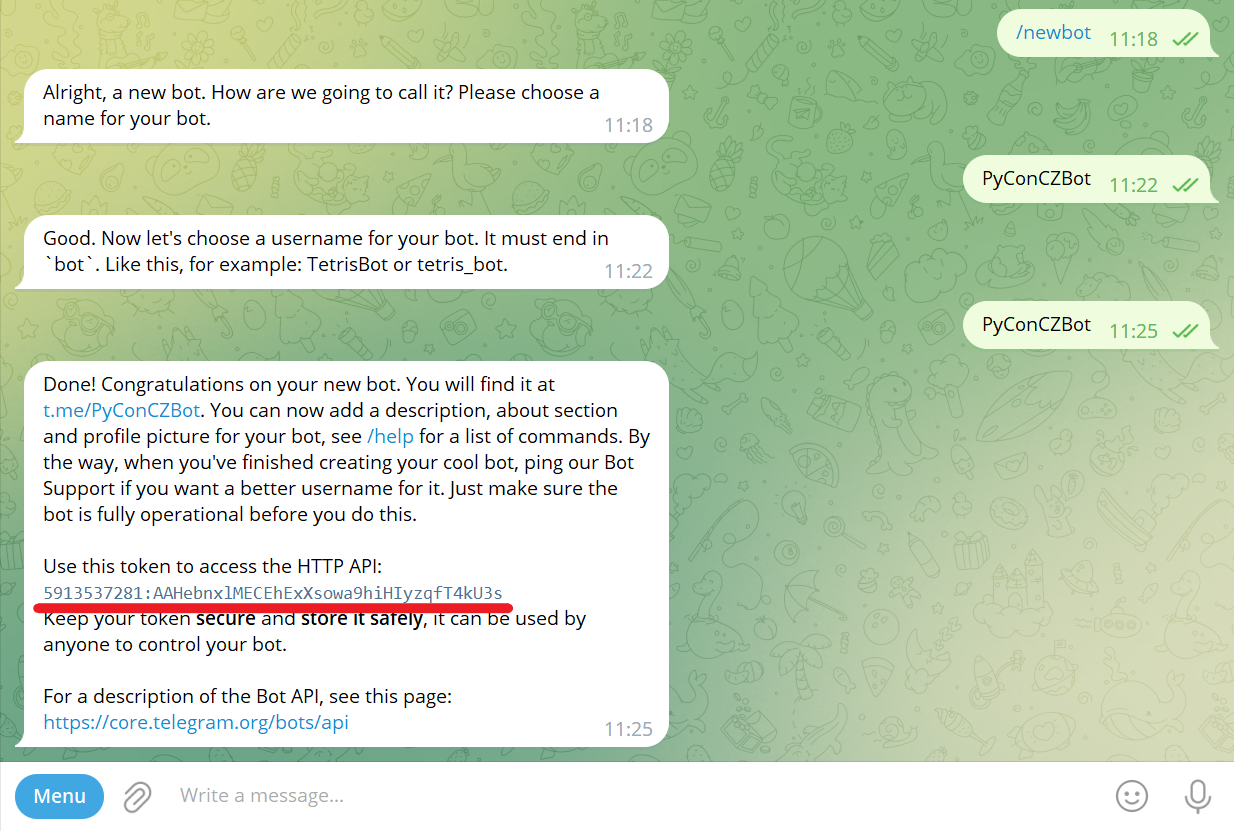 /newbot 11:18
Alright, a new bot. How are we going to call it? Please choose a
name for your bot.
11:18
PyConCZBot 11:22
Good. Now let's choose a username for your bot. It must end in
`bot`. Like this, for example: TetrisBot or tetris_bot.
11:22
PyConCZBot 11:25
Done! Congratulations on your new bot. You will find it at
t.me/PyConCZBot. You can now add a description, about section
and profile picture for your bot, see /help for a list of commands. By
the way, when you've finished creating your cool bot, ping our Bot
Support if you want a better username for it. Just make sure the
bot is fully operational before you do this.
Use this token to access the HTTP API:
5913537281:AAHebnxlMECEhExXsowa9hiHIyzqfT4kU3s
Keep your token secure and store it safely, it can be used by
anyone to control your bot.
For a description of the Bot API, see this page:
https://core.telegram.org/bots/api
11:25
Menu
Write a message...